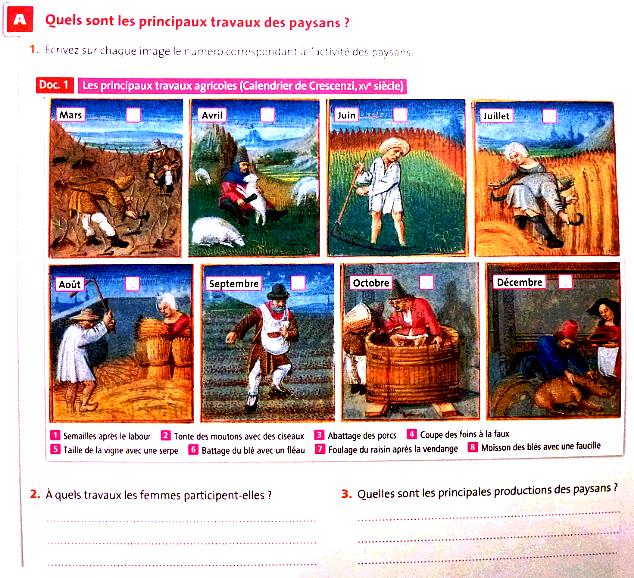 A Quels sont les principaux travaux des paysans ?
1. Écrivez sur chaque image le numéro correspondant à l'activité des paysans.
Doc. 1 Les principaux travaux agricoles (Calendrier de Crescenzi, XVe siècle)
Mars Avril Juin Juillet
Août Septembre Octobre Décembre
1 Semailles après le labour 2 Tonte des moutons avec des ciseaux 3 Abattage des porcs 4 Coupe des foins à la faux
5 Taille de la vigne avec une serpe 6 Battage du blé avec un fléau 7 Foulage du raisin après la vendange 8 Moisson des blés avec une faucille
2. À quels travaux les femmes participent-elles ? 3. Quelles sont les principales productions des paysans ?